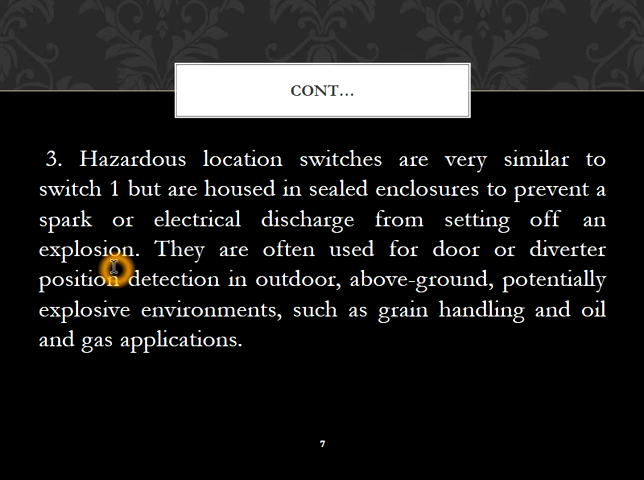 CONT...
3. Hazardous location switches are very similar to
switch 1 but are housed in sealed enclosures to prevent a
spark or electrical discharge from setting off an
explosion. They are often used for door or diverter
position detection in outdoor, above-ground, potentially
explosive environments, such as grain handling and oil
and gas applications.
7